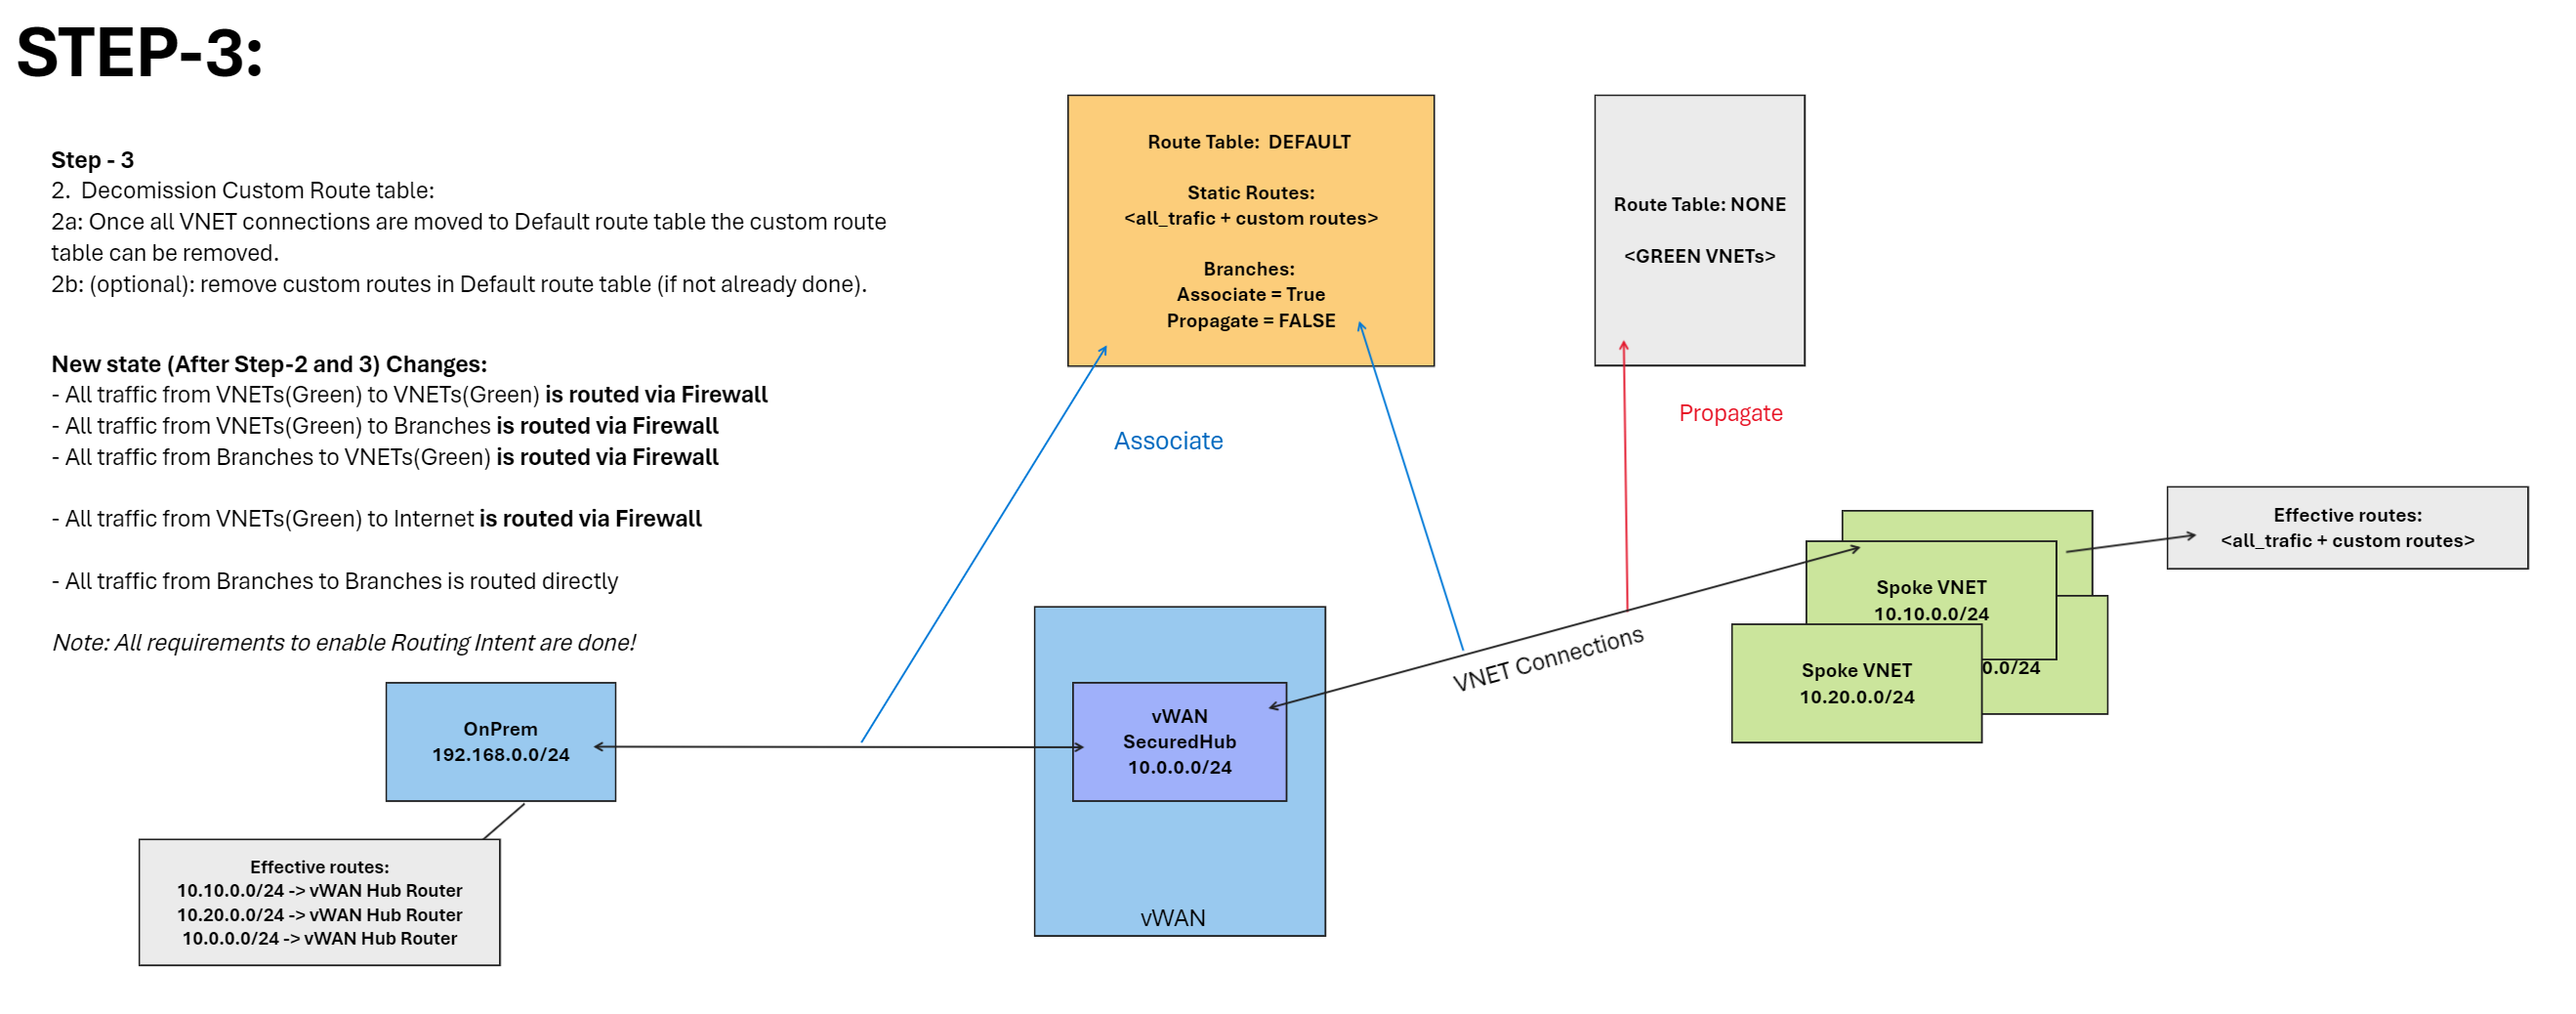 STEP-3:
Step - 3
2.  Decomission Custom Route table:
2a: Once all VNET connections are moved to Default route table the custom route
table can be removed.
2b: (optional): remove custom routes in Default route table (if not already done).
New state (After Step-2 and 3) Changes:
- All traffic from VNETs(Green) to VNETs(Green) is routed via Firewall
- All traffic from VNETs(Green) to Branches is routed via Firewall
- All traffic from Branches to VNETs(Green) is routed via Firewall
- All traffic from VNETs(Green) to Internet is routed via Firewall
- All traffic from Branches to Branches is routed directly
Note: All requirements to enable Routing Intent are done!
Route Table:  DEFAULT
Static Routes:
<all_trafic + custom routes>
Branches:
Associate = True
Propagate = FALSE
Route Table: NONE
<GREEN VNETs>
Associate
Propagate
VNET Connections
Effective routes:
<all_trafic + custom routes>
Spoke VNET
10.10.0.0/24
0.0/24
Spoke VNET
10.20.0.0/24
OnPrem
192.168.0.0/24
vWAN
SecuredHub
10.0.0.0/24
vWAN
Effective routes:
10.10.0.0/24 -> vWAN Hub Router
10.20.0.0/24 -> vWAN Hub Router
10.0.0.0/24 -> vWAN Hub Router